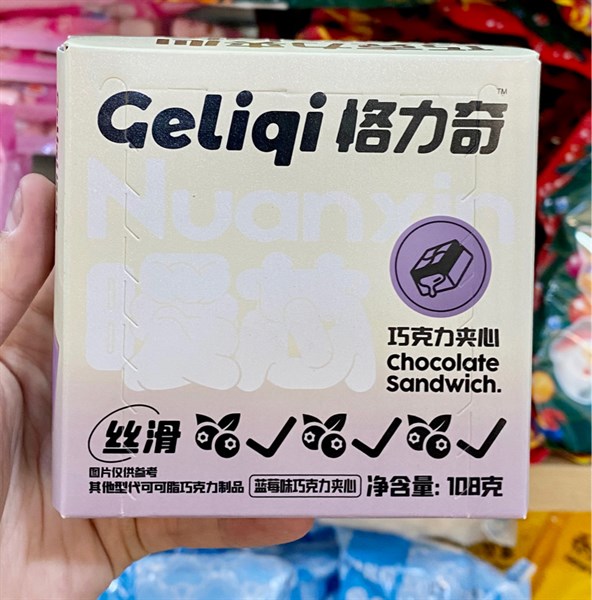 Geliqi 格力奇 ™
Nuanxin
暖芯
巧克力夹心
Chocolate
Sandwich.
丝滑
图片仅供参考
其他型代可可脂巧克力制品 蓝莓味巧克力夹心 净含量: 108克